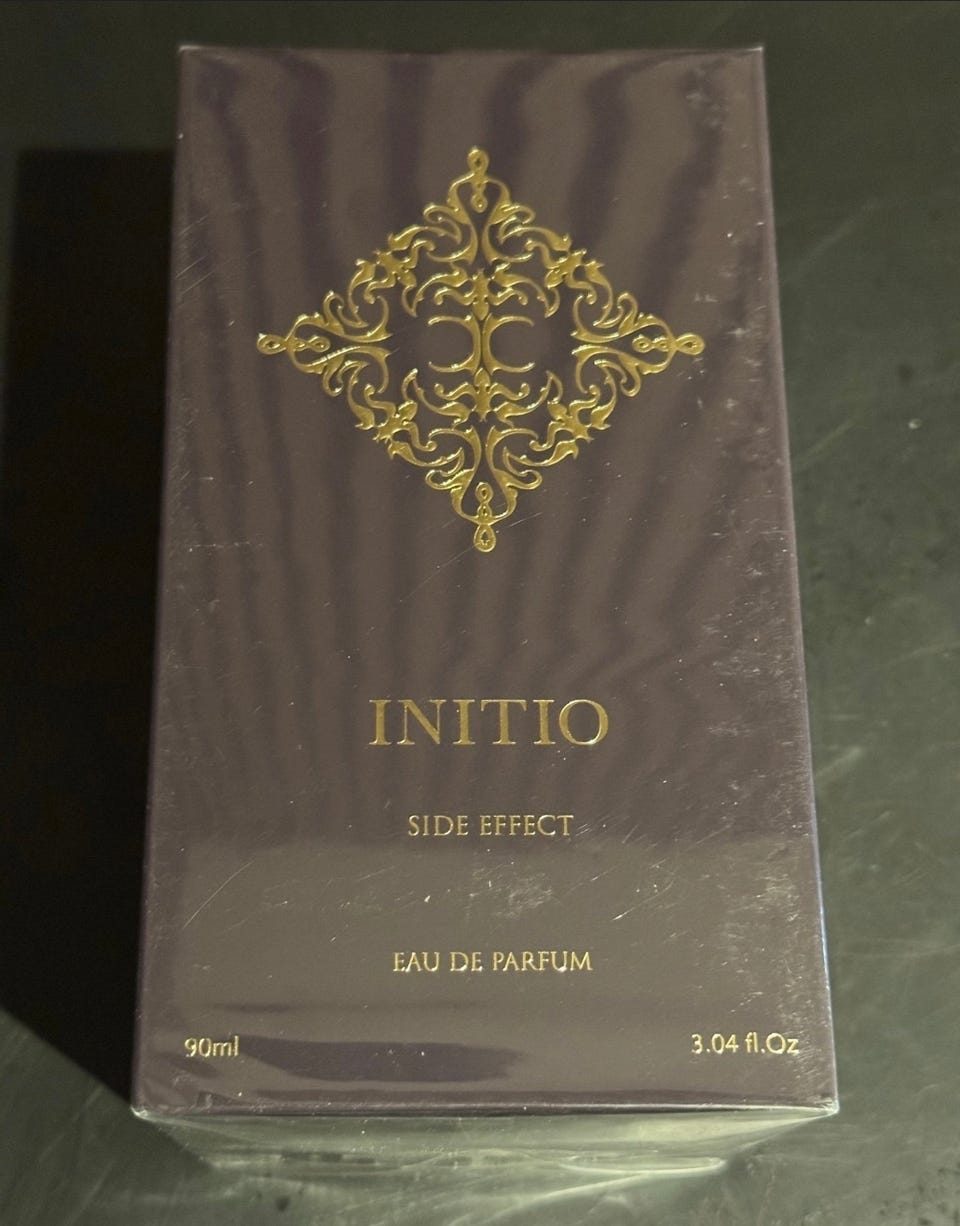 INITIO
SIDE EFFECT
EAU DE PARFUM
90ml 3.04 fl.Oz